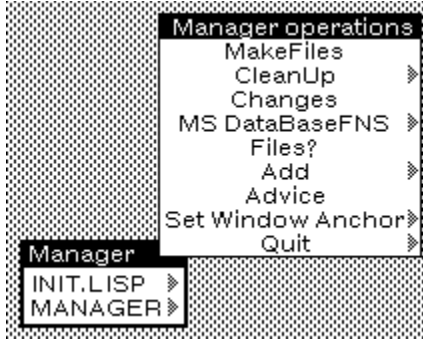 Manager operations
MakeFiles
CleanUp
Changes
MS DataBaseFNS
Files?
Add
Advice
Set Window Anchor
Quit
Manager
INIT.LISP
MANAGER